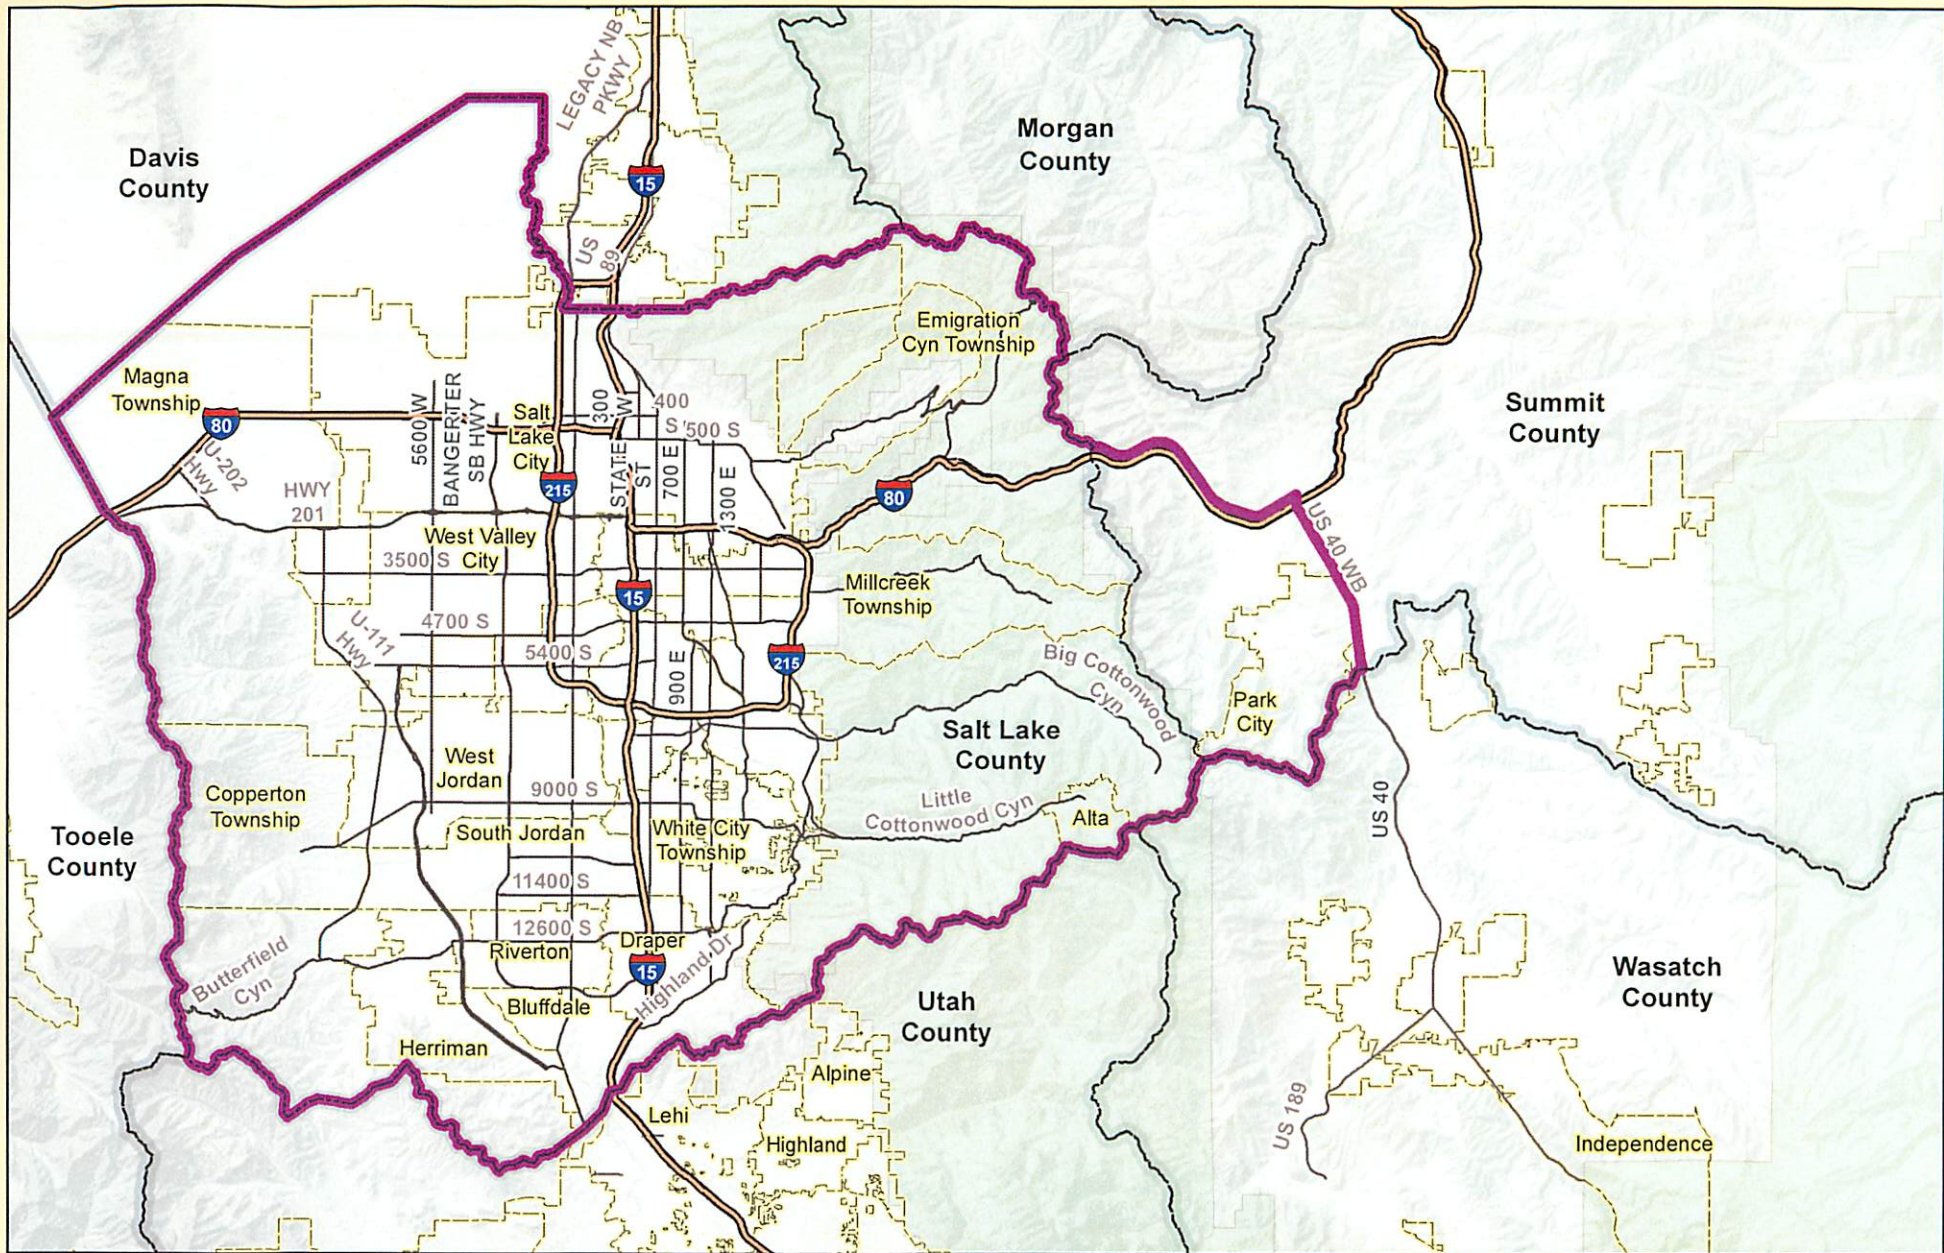 LEGACY NB
PKWY
Morgan
County
Davis
County
15
US
89
Emigration
Cyn Township
Magna
Township
80
U-202
Hwy
5600 W
BANGERTER
SB HWY
Salt
Lake
City
300
W
400
S
500 S
Summit
County
HWY
201
215
STATE
ST
700 E
1300 E
80
US 40 WB
West Valley
City
3500 S
15
Millcreek
Township
U-111
Hwy
4700 S
5400 S
900 E
215
Big Cottonwood
Cyn
Park
City
Salt Lake
County
West
Jordan
Copperton
Township
9000 S
Little
Cottonwood Cyn
Alta
US 40
Tooele
County
South Jordan
White City
Township
11400 S
12600 S
Riverton
Draper
15
Highland Dr
Butterfield
Cyn
Bluffdale
Herriman
Utah
County
Wasatch
County
Alpine
Lehi
Highland
US 189
Independence